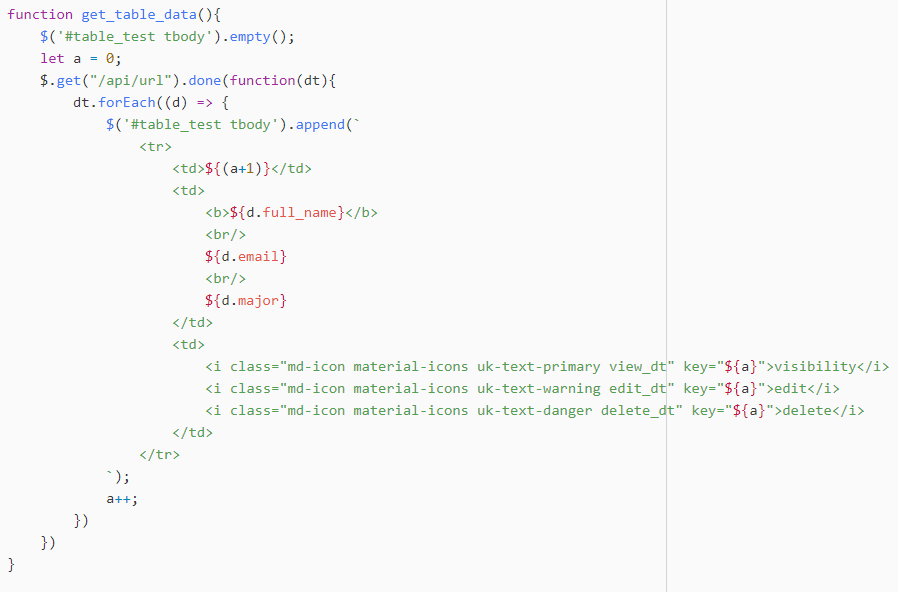 function get_table_data(){
    $('#table_test tbody').empty();
    let a = 0;
    $.get("/api/url").done(function(dt){
        dt.forEach((d) => {
            $('#table_test tbody').append(`
                <tr>
                    <td>${(a+1)}</td>
                    <td>
                        <b>${d.full_name}</b>
                        <br/>
                        ${d.email}
                        <br/>
                        ${d.major}
                    </td>
                    <td>
                        <i class="md-icon material-icons uk-text-primary view_dt" key="${a}">visibility</i>
                        <i class="md-icon material-icons uk-text-warning edit_dt" key="${a}">edit</i>
                        <i class="md-icon material-icons uk-text-danger delete_dt" key="${a}">delete</i>
                    </td>
                </tr>
            `);
            a++;
        })
    })
}